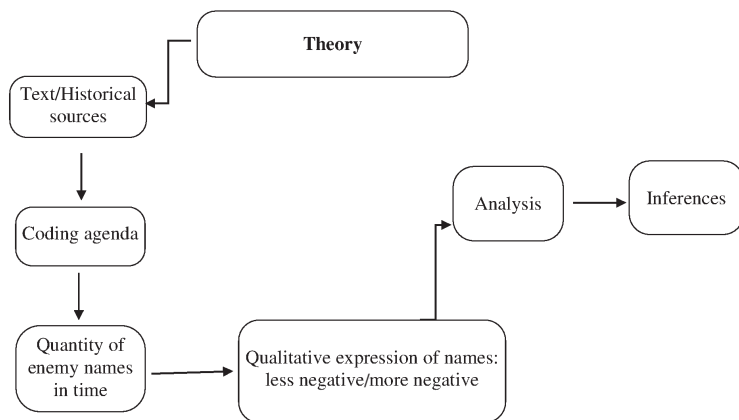 Theory
Text/Historical
sources
Coding agenda
Quantity of
enemy names
in time
Qualitative expression of names:
less negative/more negative
Analysis
Inferences